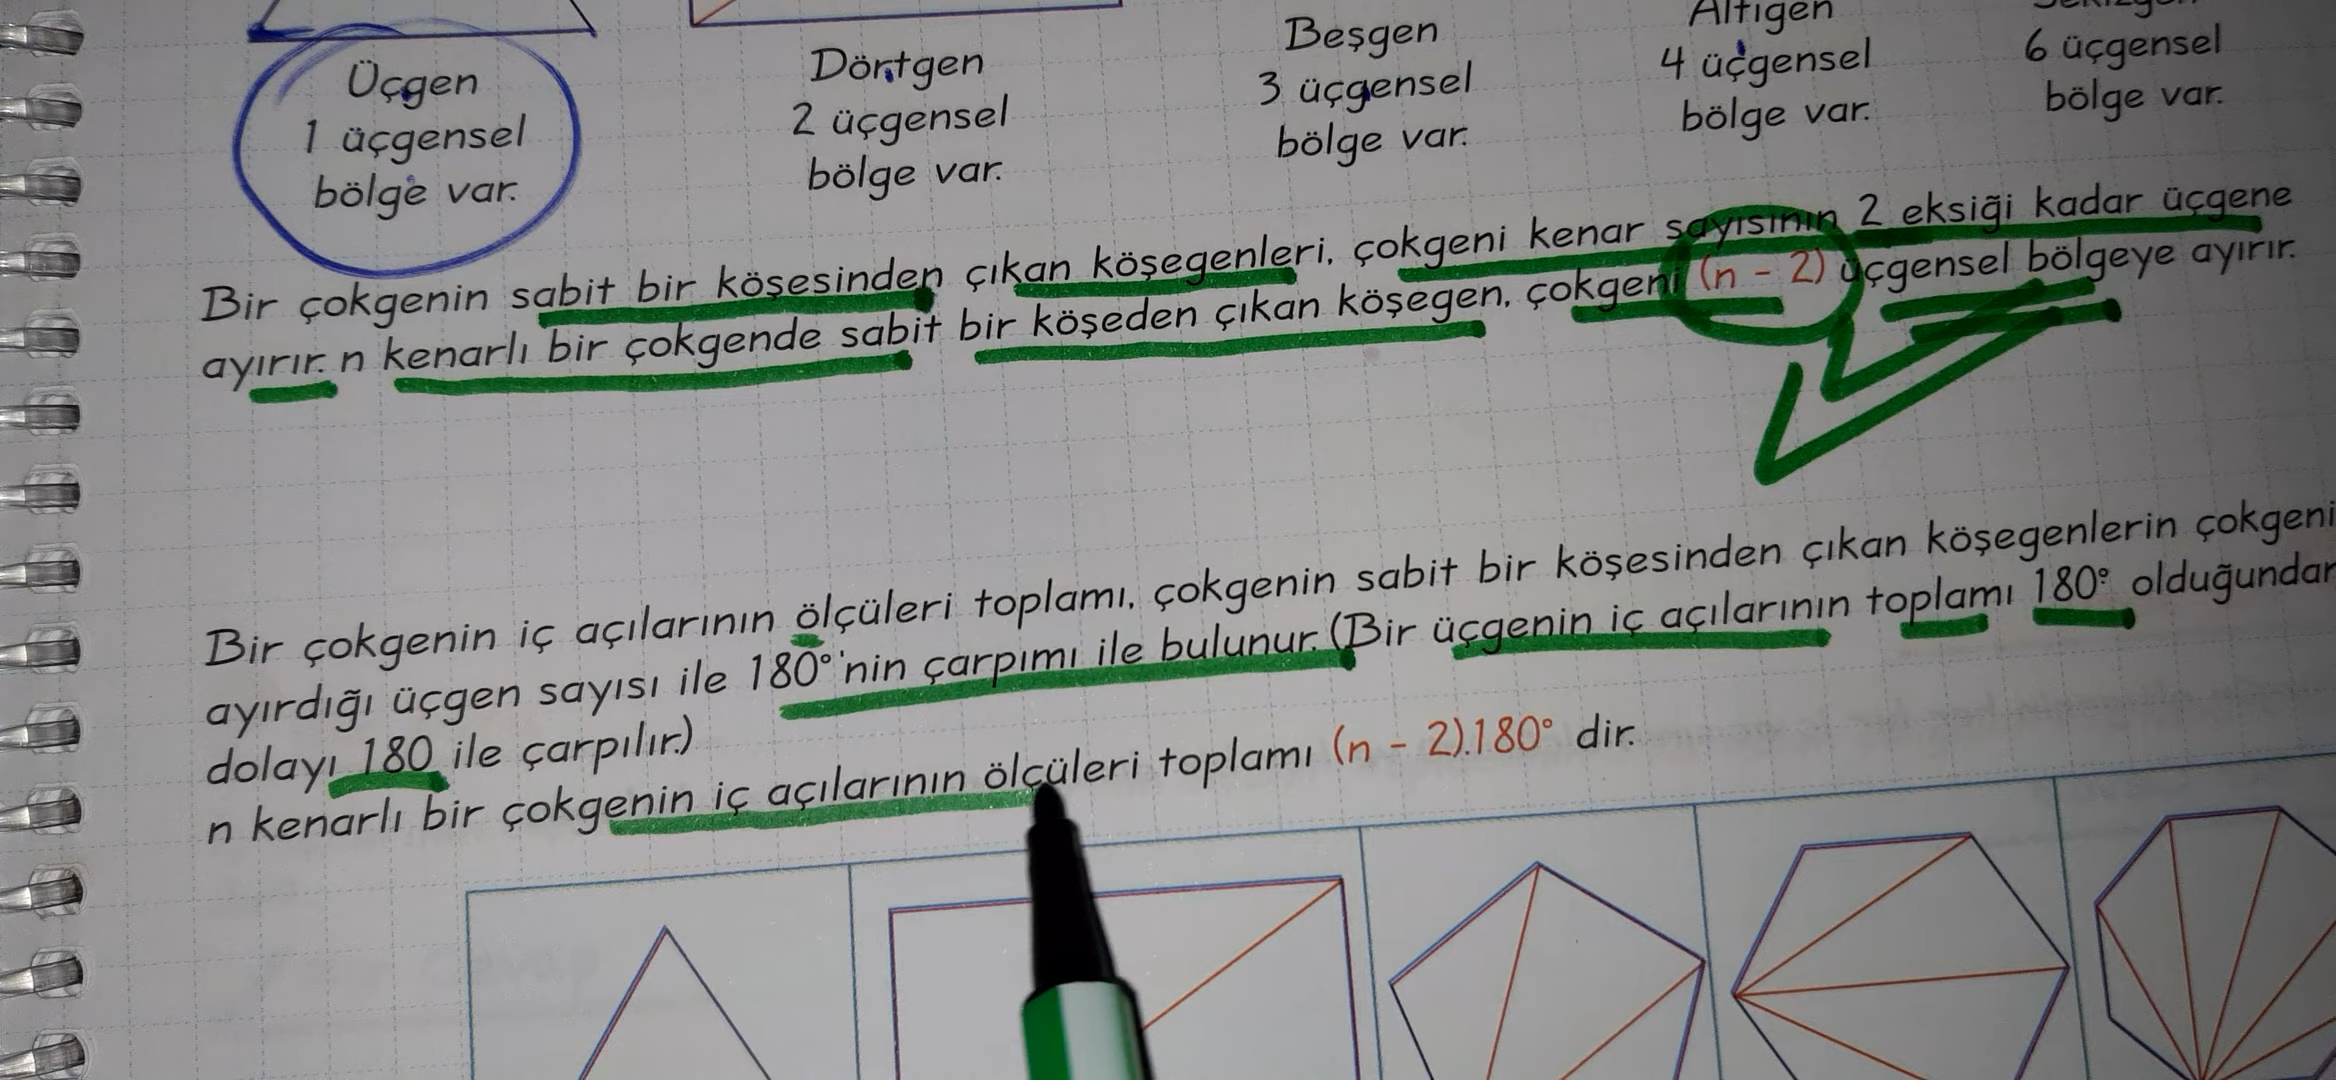 Üçgen
1 üçgensel
bölge var.
Dörtgen
2 üçgensel
bölge var.
Beşgen
3 üçgensel
bölge var.
Altıgen
4 üçgensel
bölge var.
6 üçgensel
bölge var.
Bir çokgenin sabit bir köşesinden çıkan köşegenleri, çokgeni kenar sayısının 2 eksiği kadar üçgene
ayırır. n kenarlı bir çokgende sabit bir köşeden çıkan köşegen, çokgeni (n - 2) üçgensel bölgeye ayırır.
Bir çokgenin iç açılarının ölçüleri toplamı, çokgenin sabit bir köşesinden çıkan köşegenlerin çokgeni
ayırdığı üçgen sayısı ile 180°'nin çarpımı ile bulunur. (Bir üçgenin iç açılarının toplamı 180° olduğundan
dolayı 180 ile çarpılır.)
n kenarlı bir çokgenin iç açılarının ölçüleri toplamı (n - 2).180° dir.